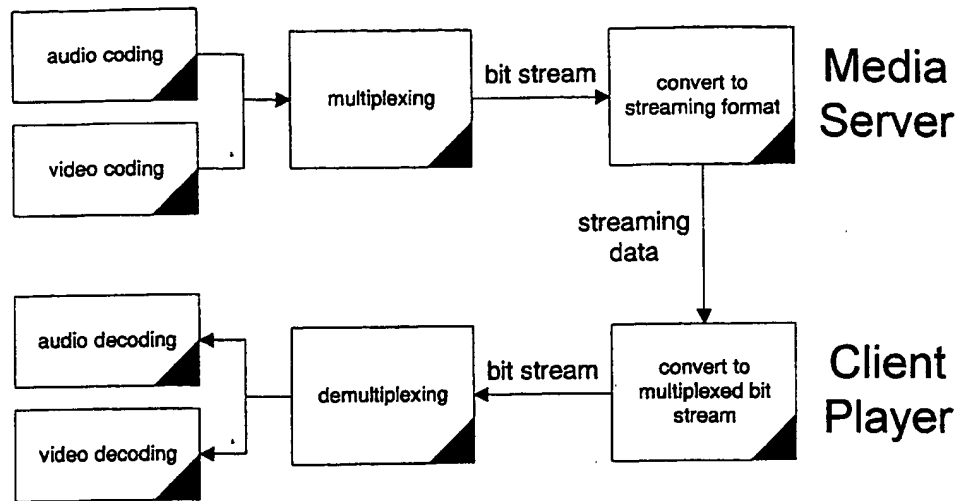 audio coding
video coding
multiplexing
bit stream
convert to
streaming format
Media
Server
streaming
data
audio decoding
video decoding
demultiplexing
bit stream
convert to
multiplexed bit
stream
Client
Player